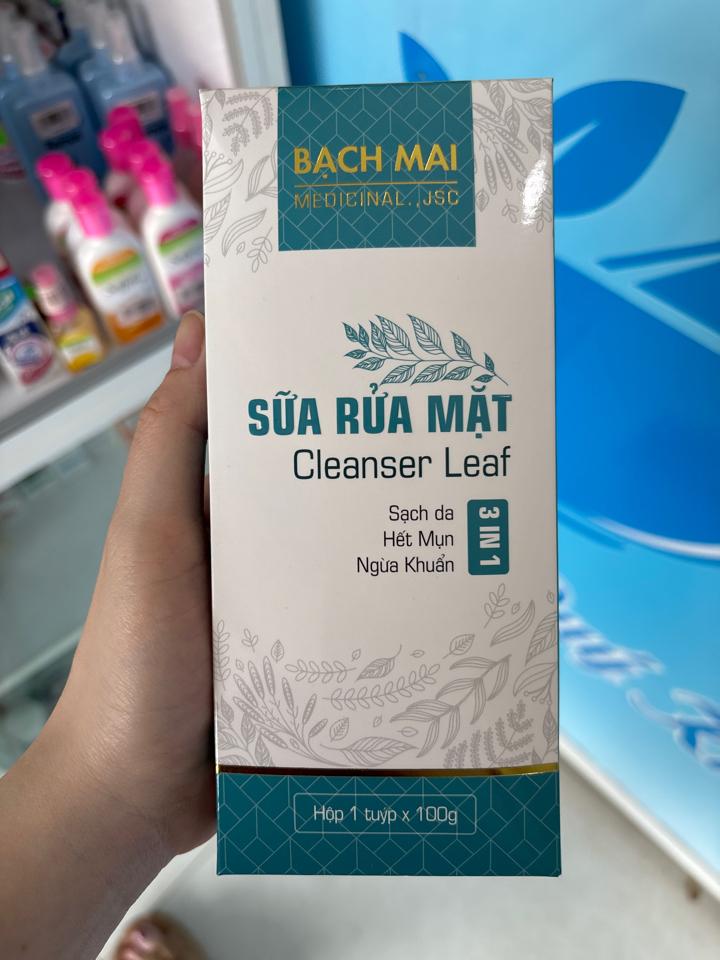 BẠCH MAI
MEDICINAL.,JSC
SỮA RỬA MẶT
Cleanser Leaf
Sạch da
Hết Mụn
Ngừa Khuẩn
3 IN 1
Hộp 1 tuýp x 100g